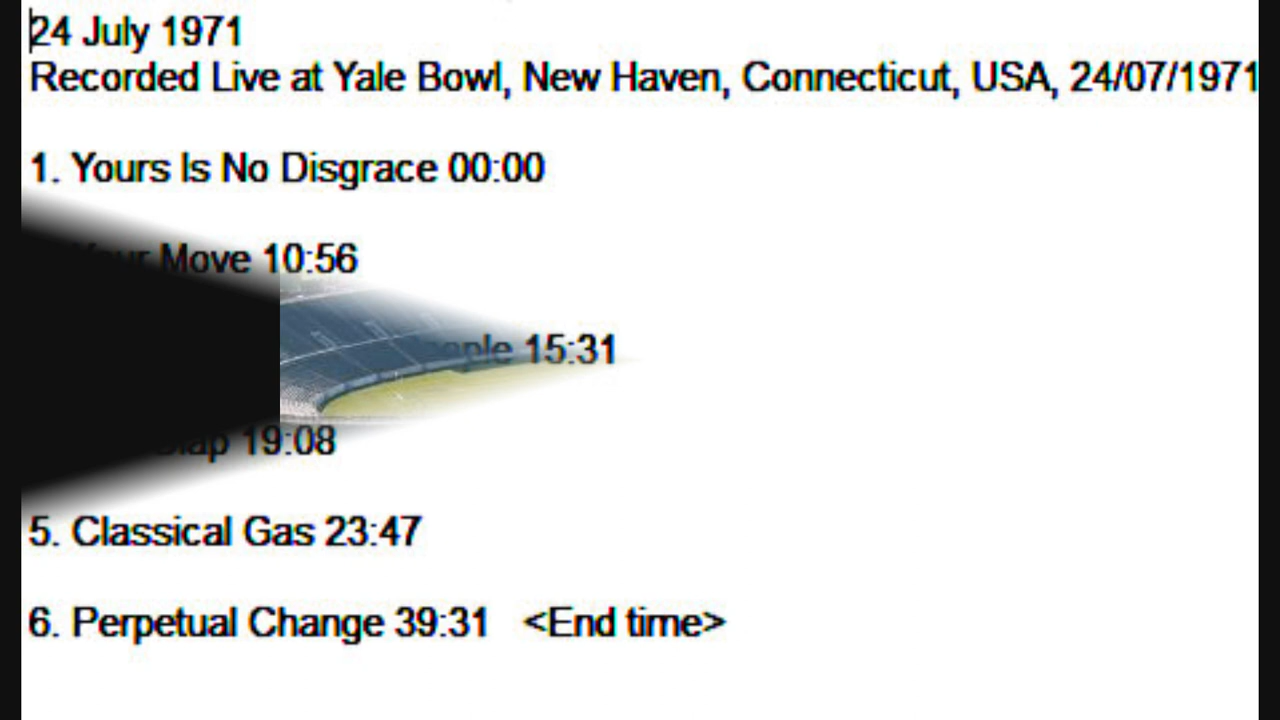 24 July 1971
Recorded Live at Yale Bowl, New Haven, Connecticut, USA, 24/07/1971
1. Yours Is No Disgrace 00:00
Your Move 10:56
15:31
19:08
5. Classical Gas 23:47
6. Perpetual Change 39:31 <End time>